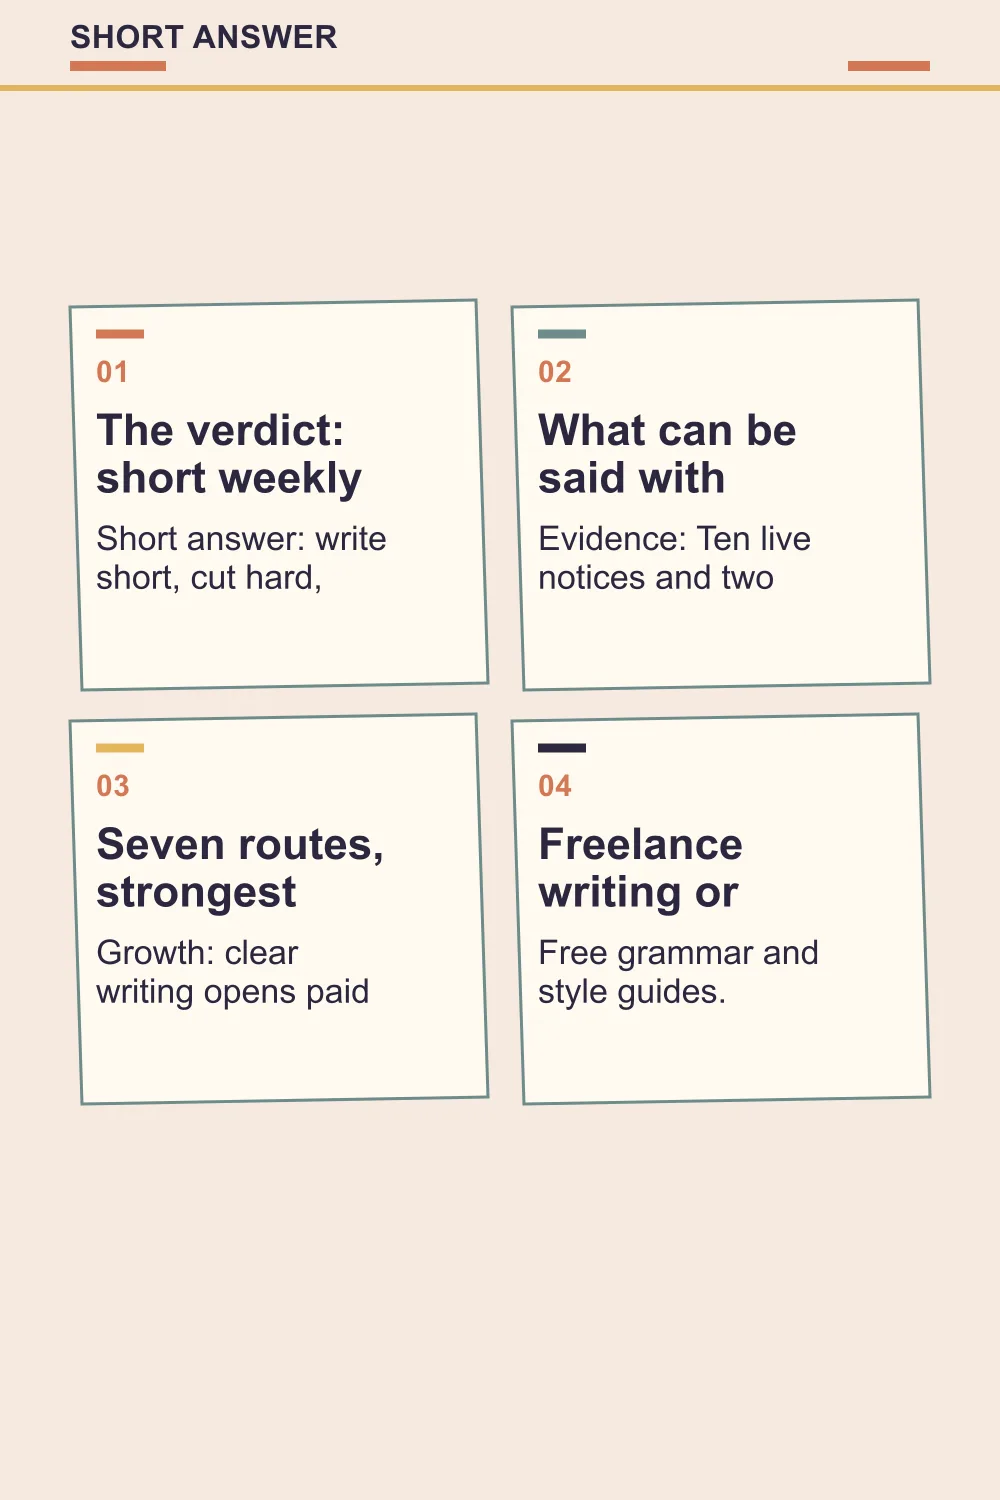 SHORT ANSWER
01
The verdict:
short weekly
Short answer: write
short, cut hard,
02
What can be
said with
Evidence: Ten live
notices and two
03
Seven routes,
strongest
Growth: clear
writing opens paid
04
Freelance
writing or
Free grammar and
style guides.